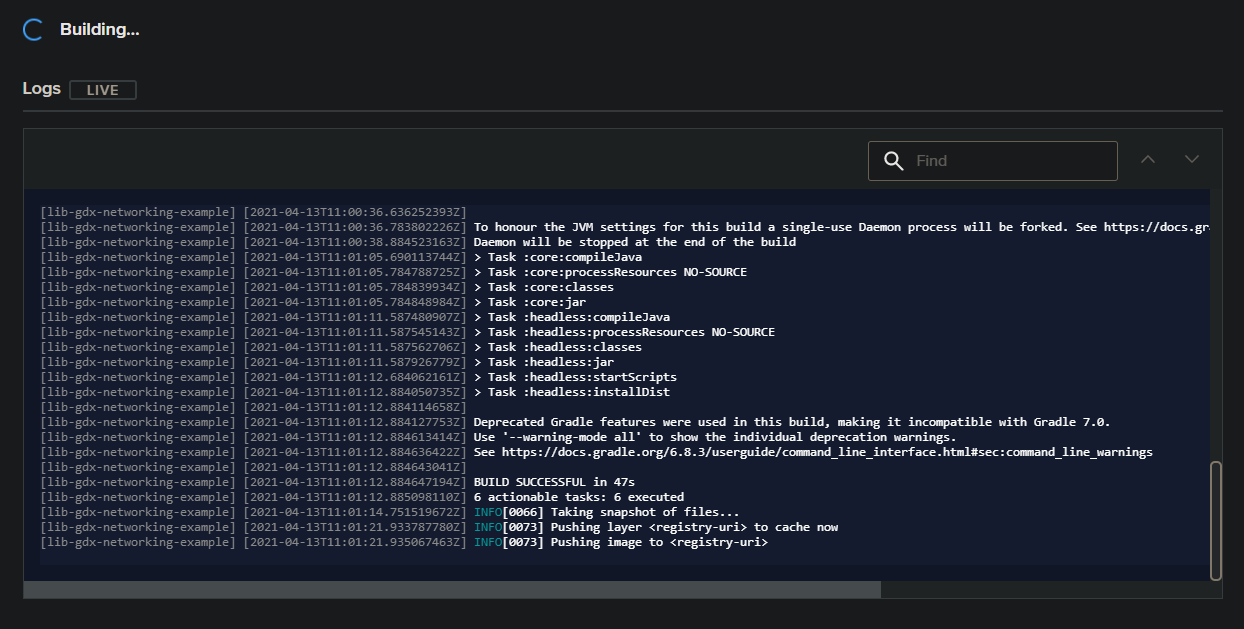 Building...
Logs LIVE
Find
[lib-gdx-networking-example] [2021-04-13T11:00:36.636252393Z]
[lib-gdx-networking-example] [2021-04-13T11:00:36.783802226Z] To honour the JVM settings for this build a single-use Daemon process will be forked. See https://docs.gr
[lib-gdx-networking-example] [2021-04-13T11:00:38.884523163Z] Daemon will be stopped at the end of the build
[lib-gdx-networking-example] [2021-04-13T11:01:05.690113744Z] > Task :core:compileJava
[lib-gdx-networking-example] [2021-04-13T11:01:05.784788725Z] > Task :core:processResources NO-SOURCE
[lib-gdx-networking-example] [2021-04-13T11:01:05.784839934Z] > Task :core:classes
[lib-gdx-networking-example] [2021-04-13T11:01:05.784848984Z] > Task :core:jar
[lib-gdx-networking-example] [2021-04-13T11:01:11.587480907Z] > Task :headless:compileJava
[lib-gdx-networking-example] [2021-04-13T11:01:11.587545143Z] > Task :headless:processResources NO-SOURCE
[lib-gdx-networking-example] [2021-04-13T11:01:11.587562706Z] > Task :headless:classes
[lib-gdx-networking-example] [2021-04-13T11:01:11.587926779Z] > Task :headless:jar
[lib-gdx-networking-example] [2021-04-13T11:01:12.684062161Z] > Task :headless:startScripts
[lib-gdx-networking-example] [2021-04-13T11:01:12.884050735Z] > Task :headless:installDist
[lib-gdx-networking-example] [2021-04-13T11:01:12.884114658Z]
[lib-gdx-networking-example] [2021-04-13T11:01:12.884127753Z] Deprecated Gradle features were used in this build, making it incompatible with Gradle 7.0.
[lib-gdx-networking-example] [2021-04-13T11:01:12.884613414Z] Use '--warning-mode all' to show the individual deprecation warnings.
[lib-gdx-networking-example] [2021-04-13T11:01:12.884636422Z] See https://docs.gradle.org/6.8.3/userguide/command_line_interface.html#sec:command_line_warnings
[lib-gdx-networking-example] [2021-04-13T11:01:12.884643041Z]
[lib-gdx-networking-example] [2021-04-13T11:01:12.884647194Z] BUILD SUCCESSFUL in 47s
[lib-gdx-networking-example] [2021-04-13T11:01:12.885098110Z] 6 actionable tasks: 6 executed
[lib-gdx-networking-example] [2021-04-13T11:01:14.751519672Z] INFO[0066] Taking snapshot of files...
[lib-gdx-networking-example] [2021-04-13T11:01:21.933787780Z] INFO[0073] Pushing layer <registry-uri> to cache now
[lib-gdx-networking-example] [2021-04-13T11:01:21.935067463Z] INFO[0073] Pushing image to <registry-uri>